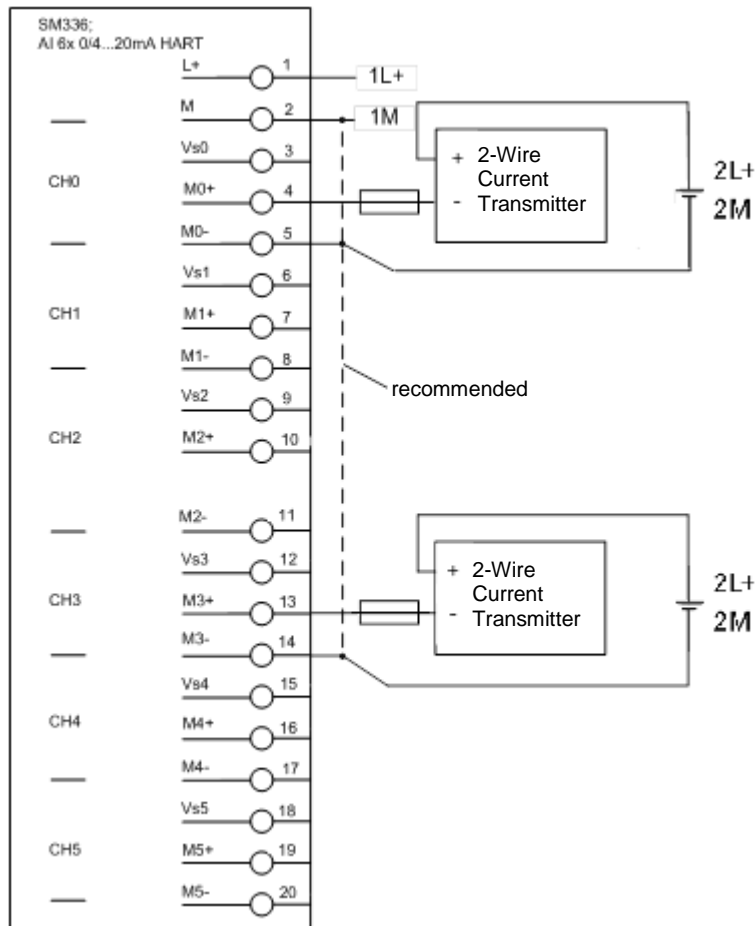 SM336;
AI 6x 0/4...20mA HART
L+ 1 1L+
M 2 1M
Vs0 3
CH0
M0+ 4
M0- 5
+ 2-Wire
Current
- Transmitter
2L+
2M
Vs1 6
CH1
M1+ 7
M1- 8
recommended
Vs2 9
CH2
M2+ 10
M2- 11
Vs3 12
CH3
M3+ 13
M3- 14
+ 2-Wire
Current
- Transmitter
2L+
2M
Vs4 15
CH4
M4+ 16
M4- 17
Vs5 18
CH5
M5+ 19
M5- 20